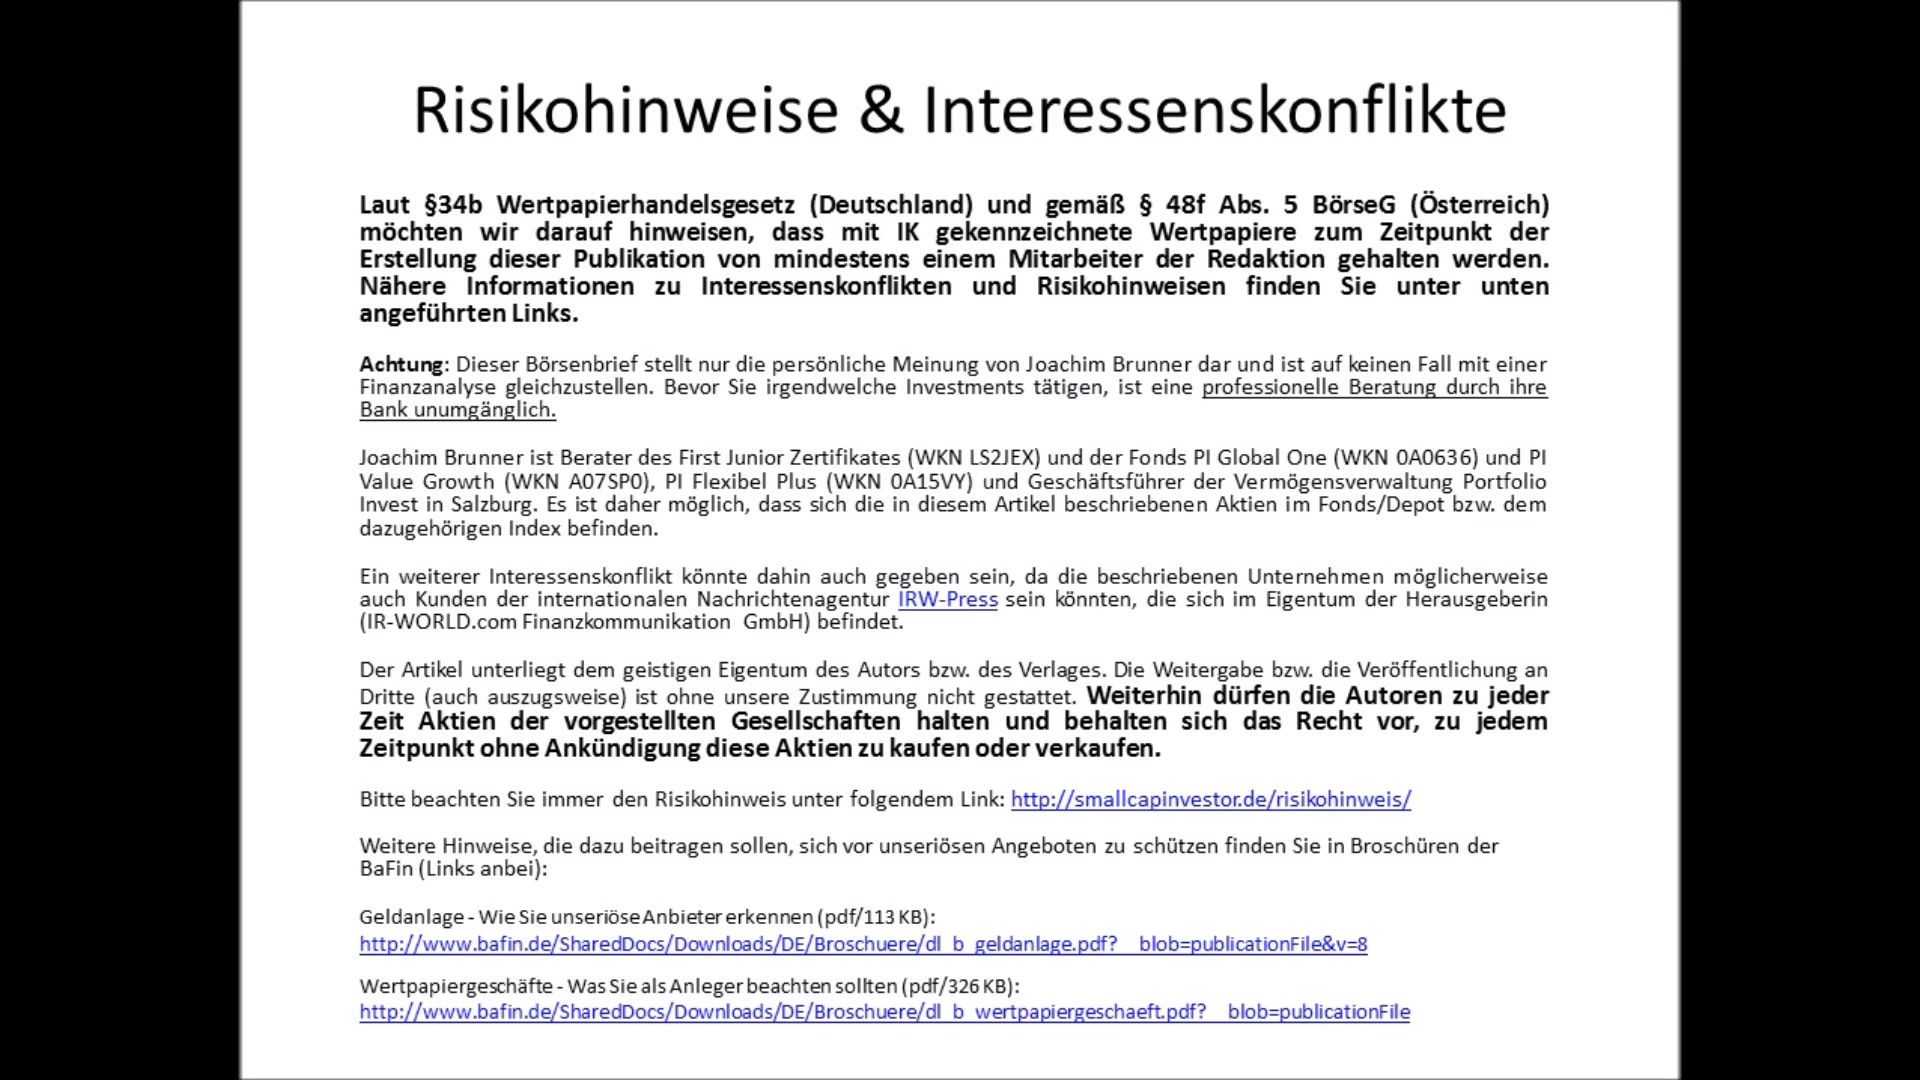 Risikohinweise & Interessenskonflikte
Laut §34b Wertpapierhandelsgesetz (Deutschland) und gemäß § 48f Abs. 5 BörseG (Österreich)
möchten wir darauf hinweisen, dass mit IK gekennzeichnete Wertpapiere zum Zeitpunkt der
Erstellung dieser Publikation von mindestens einem Mitarbeiter der Redaktion gehalten werden.
Nähere Informationen zu Interessenskonflikten und Risikohinweisen finden Sie unter unten
angeführten Links.
Achtung: Dieser Börsenbrief stellt nur die persönliche Meinung von Joachim Brunner dar und ist auf keinen Fall mit einer
Finanzanalyse gleichzustellen. Bevor Sie irgendwelche Investments tätigen, ist eine professionelle Beratung durch ihre
Bank unumgänglich.
Joachim Brunner ist Berater des First Junior Zertifikates (WKN LS2JEX) und der Fonds PI Global One (WKN 0A0636) und PI
Value Growth (WKN A07SP0), PI Flexibel Plus (WKN 0A15VY) und Geschäftsführer der Vermögensverwaltung Portfolio
Invest in Salzburg. Es ist daher möglich, dass sich die in diesem Artikel beschriebenen Aktien im Fonds/Depot bzw. dem
dazugehörigen Index befinden.
Ein weiterer Interessenskonflikt könnte dahin auch gegeben sein, da die beschriebenen Unternehmen möglicherweise
auch Kunden der internationalen Nachrichtenagentur IRW-Press sein könnten, die sich im Eigentum der Herausgeberin
(IR-WORLD.com Finanzkommunikation GmbH) befindet.
Der Artikel unterliegt dem geistigen Eigentum des Autors bzw. des Verlages. Die Weitergabe bzw. die Veröffentlichung an
Dritte (auch auszugsweise) ist ohne unsere Zustimmung nicht gestattet. Weiterhin dürfen die Autoren zu jeder
Zeit Aktien der vorgestellten Gesellschaften halten und behalten sich das Recht vor, zu jedem
Zeitpunkt ohne Ankündigung diese Aktien zu kaufen oder verkaufen.
Bitte beachten Sie immer den Risikohinweis unter folgendem Link: http://smallcapinvestor.de/risikohinweis/
Weitere Hinweise, die dazu beitragen sollen, sich vor unseriösen Angeboten zu schützen finden Sie in Broschüren der
BaFin (Links anbei):
Geldanlage - Wie Sie unseriöse Anbieter erkennen (pdf/113 KB):
http://www.bafin.de/SharedDocs/Downloads/DE/Broschuere/dl_b_geldanlage.pdf?__blob=publicationFile&v=8
Wertpapiergeschäfte - Was Sie als Anleger beachten sollten (pdf/326 KB):
http://www.bafin.de/SharedDocs/Downloads/DE/Broschuere/dl_b_wertpapiergeschaeft.pdf?__blob=publicationFile